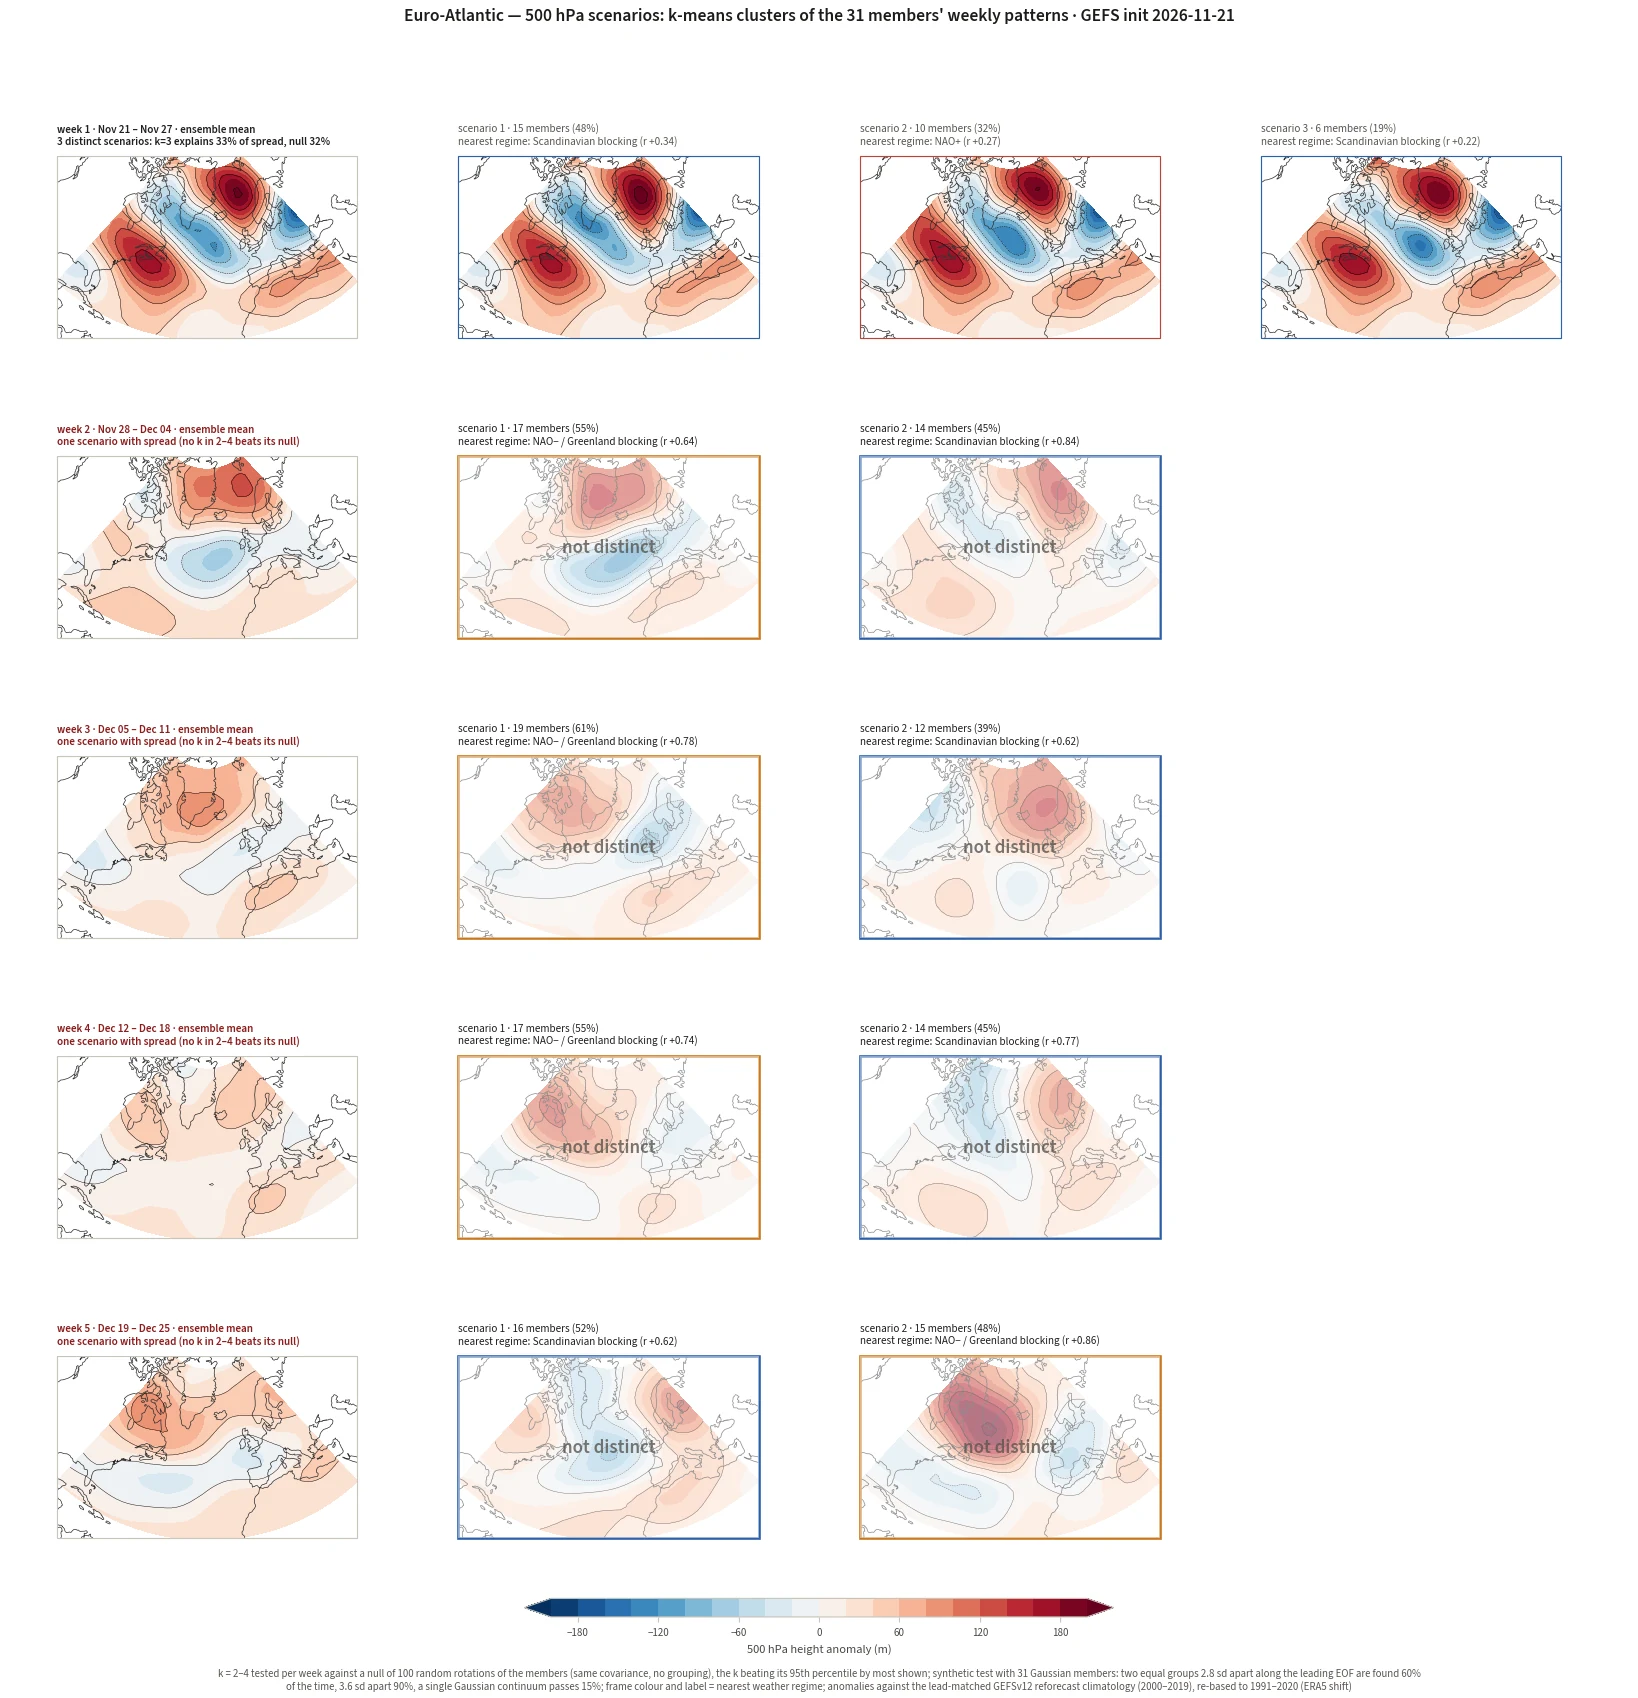 Euro-Atlantic — 500 hPa scenarios: k-means clusters of the 31 members' weekly patterns · GEFS init 2026-11-21
week 1 · Nov 21 – Nov 27 · ensemble mean
3 distinct scenarios: k=3 explains 33% of spread, null 32%
scenario 1 · 15 members (48%)
nearest regime: Scandinavian blocking (r +0.34)
scenario 2 · 10 members (32%)
nearest regime: NAO+ (r +0.27)
scenario 3 · 6 members (19%)
nearest regime: Scandinavian blocking (r +0.22)
week 2 · Nov 28 – Dec 04 · ensemble mean
one scenario with spread (no k in 2–4 beats its null)
scenario 1 · 17 members (55%)
nearest regime: NAO− / Greenland blocking (r +0.64)
not distinct
scenario 2 · 14 members (45%)
nearest regime: Scandinavian blocking (r +0.84)
not distinct
week 3 · Dec 05 – Dec 11 · ensemble mean
one scenario with spread (no k in 2–4 beats its null)
scenario 1 · 19 members (61%)
nearest regime: NAO− / Greenland blocking (r +0.78)
not distinct
scenario 2 · 12 members (39%)
nearest regime: Scandinavian blocking (r +0.62)
not distinct
week 4 · Dec 12 – Dec 18 · ensemble mean
one scenario with spread (no k in 2–4 beats its null)
scenario 1 · 17 members (55%)
nearest regime: NAO− / Greenland blocking (r +0.74)
not distinct
scenario 2 · 14 members (45%)
nearest regime: Scandinavian blocking (r +0.77)
not distinct
week 5 · Dec 19 – Dec 25 · ensemble mean
one scenario with spread (no k in 2–4 beats its null)
scenario 1 · 16 members (52%)
nearest regime: Scandinavian blocking (r +0.62)
not distinct
scenario 2 · 15 members (48%)
nearest regime: NAO− / Greenland blocking (r +0.86)
not distinct
−180 −120 −60 0 60 120 180
500 hPa height anomaly (m)
k = 2–4 tested per week against a null of 100 random rotations of the members (same covariance, no grouping), the k beating its 95th percentile by most shown; synthetic test with 31 Gaussian members: two equal groups 2.8 sd apart along the leading EOF are found 60%
of the time, 3.6 sd apart 90%, a single Gaussian continuum passes 15%; frame colour and label = nearest weather regime; anomalies against the lead-matched GEFSv12 reforecast climatology (2000–2019), re-based to 1991–2020 (ERA5 shift)